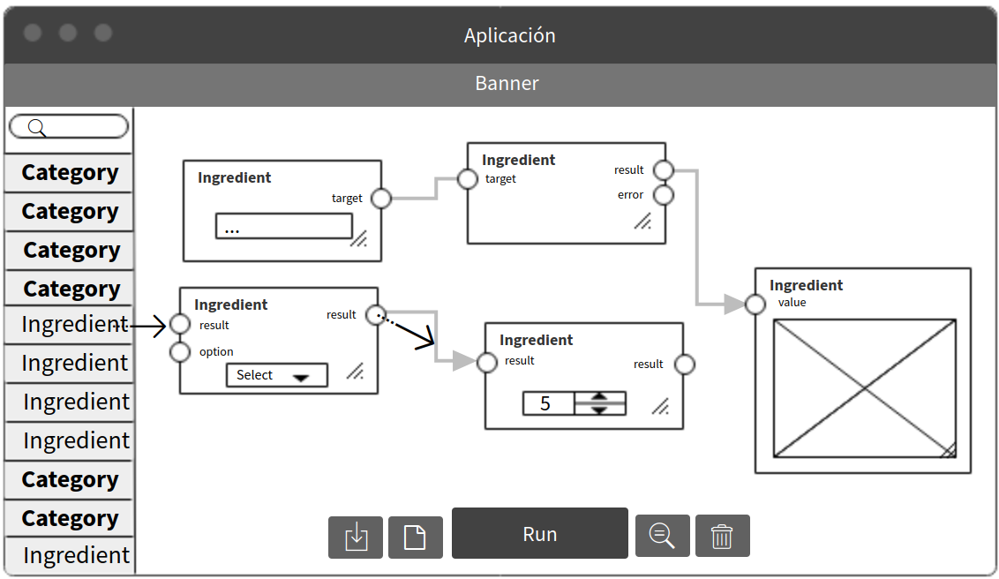 Aplicación
Banner
Category
Category
Category
Category
Ingredient
Ingredient
Ingredient
Ingredient
Category
Category
Ingredient
Ingredient
target
...
Ingredient
target
result
error
Ingredient
result
option
result
Select
Ingredient
result
result
5
Ingredient
value
Run